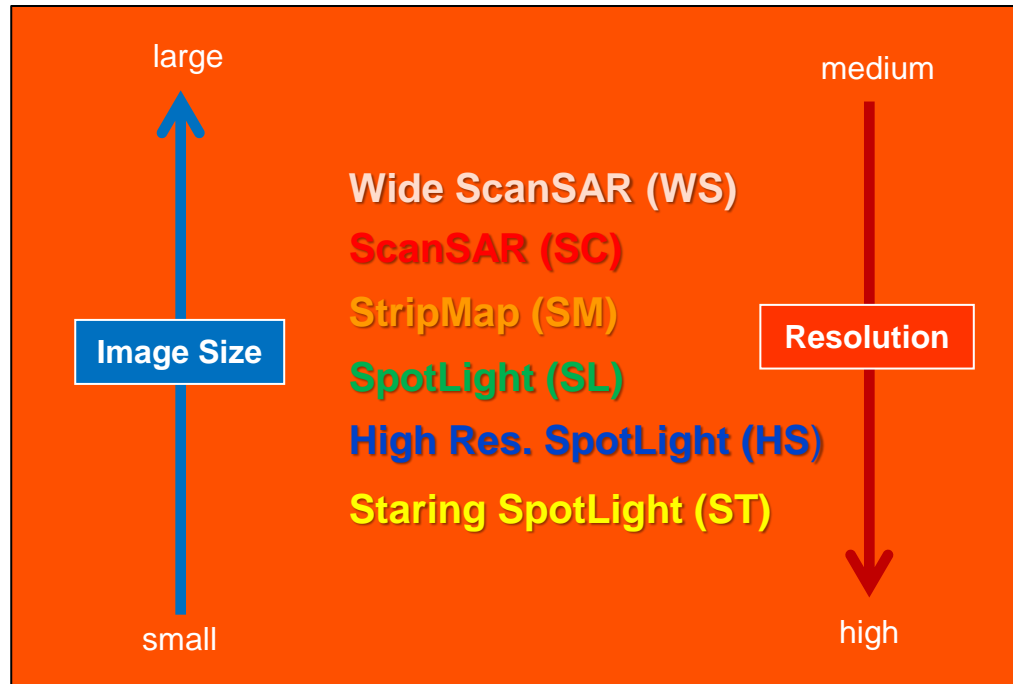 large
medium
Wide ScanSAR (WS)
ScanSAR (SC)
StripMap (SM)
Image Size
Resolution
SpotLight (SL)
High Res. SpotLight (HS)
Staring SpotLight (ST)
small
high